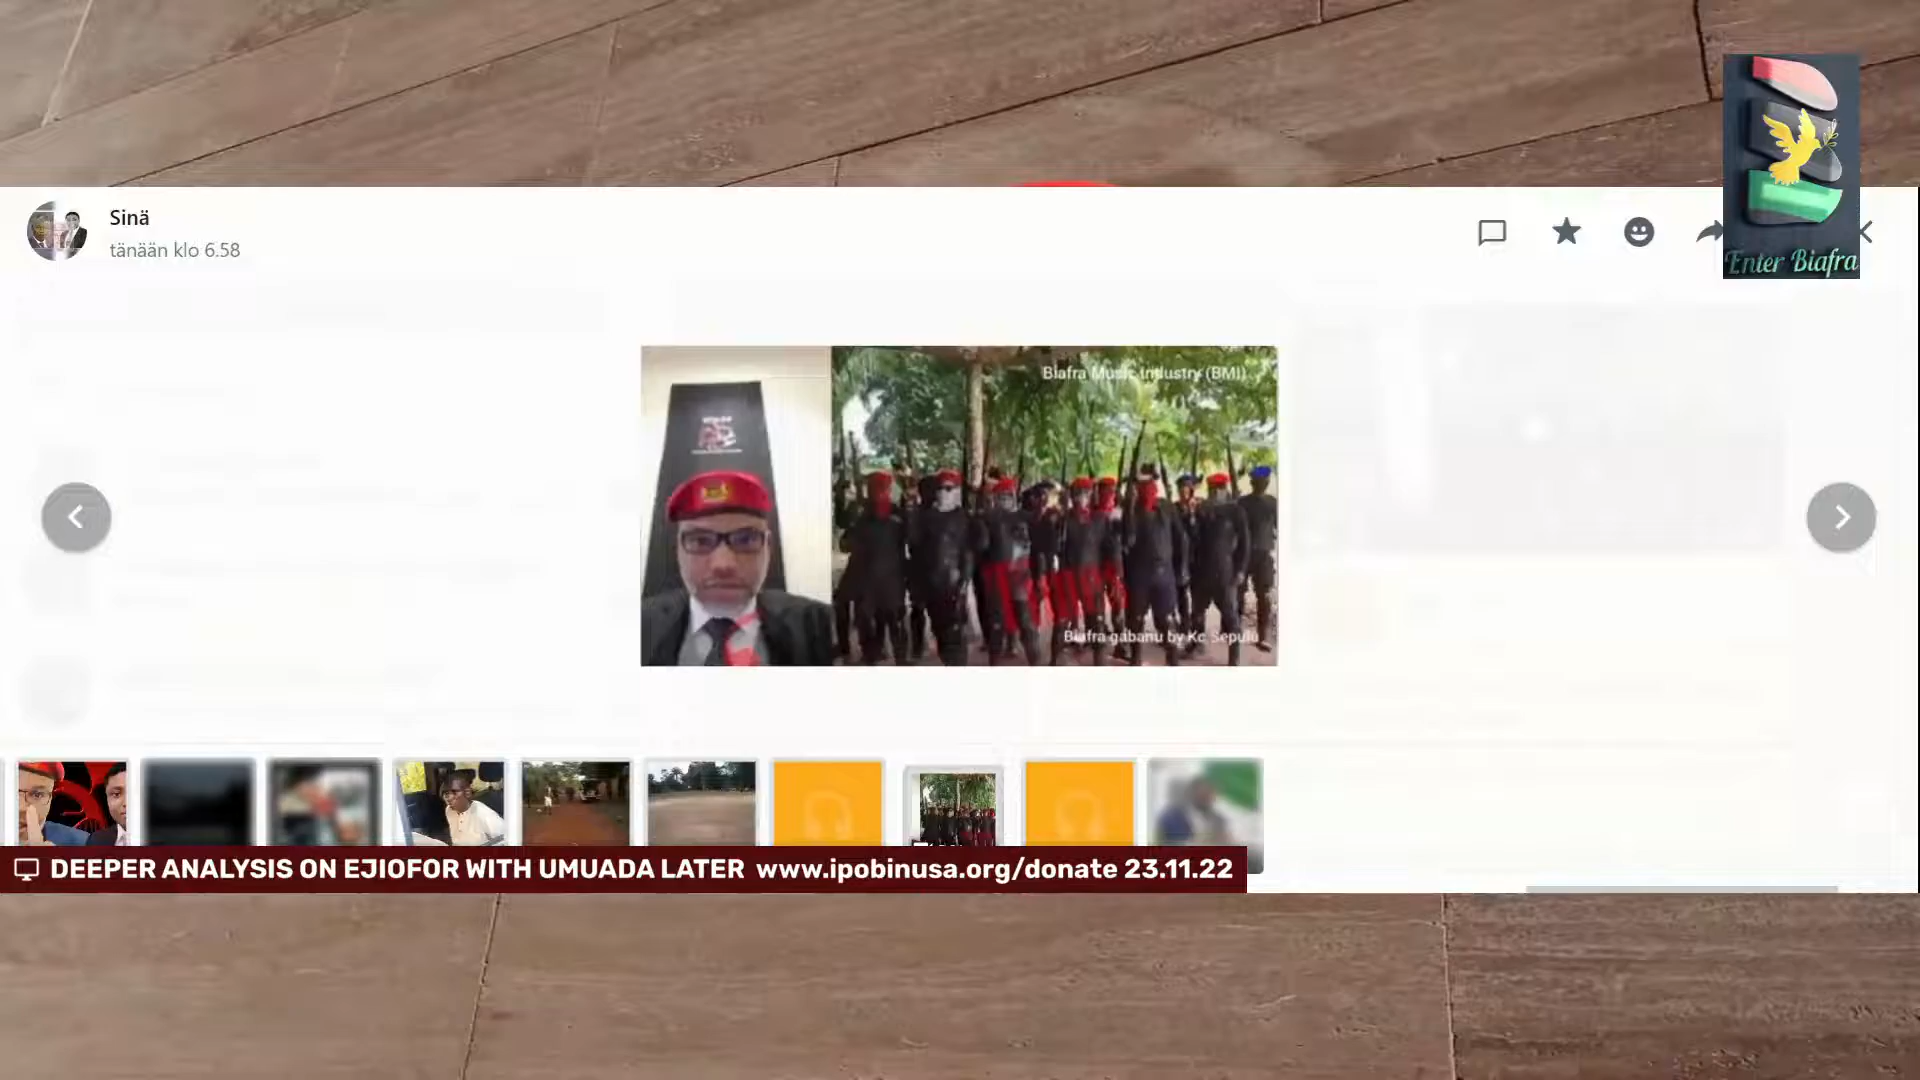 Sinä
tänään klo 6.58
Enter Biafra
Biafra Music Industry (BMI)
Times
Biafra gabanu by Kc Sepulu
DEEPER ANALYSIS ON EJIOFOR WITH UMUADA LATER www.ipobinusa.org/donate 23.11.22